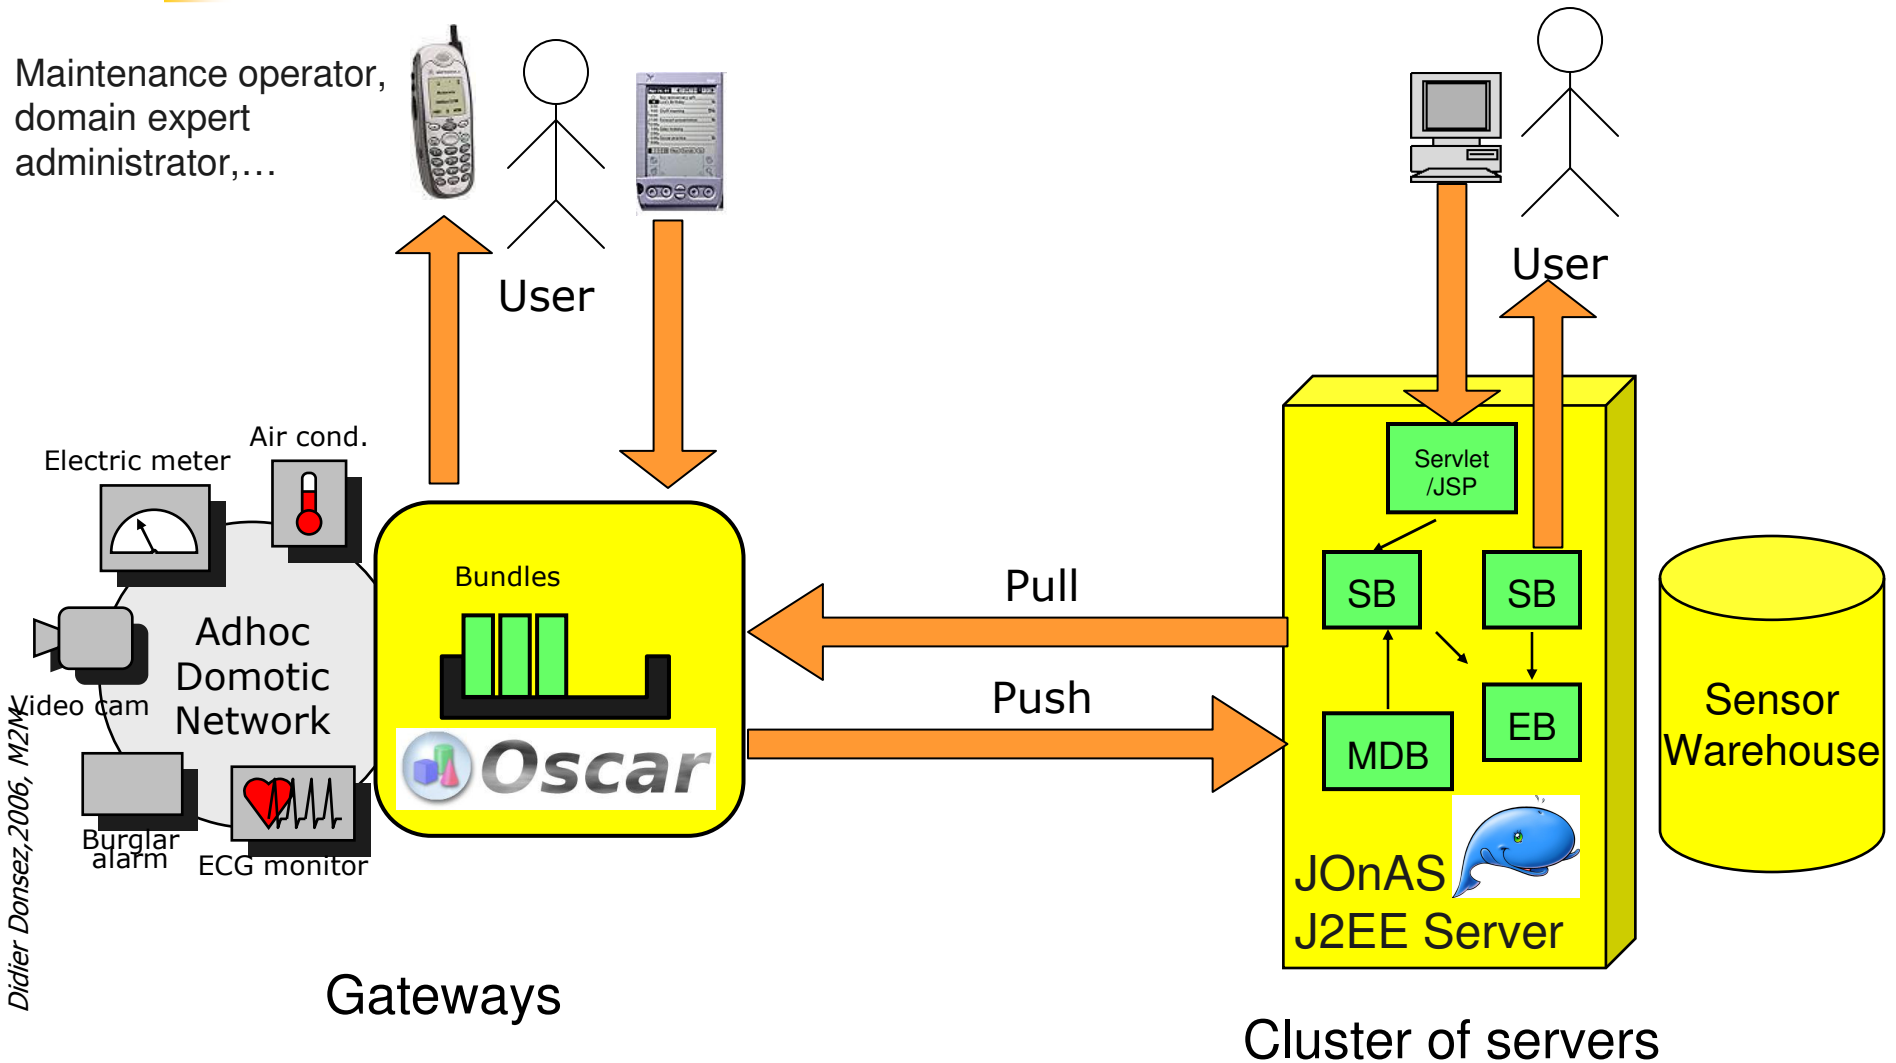 Maintenance operator,
domain expert
administrator,…
User
User
Air cond.
Electric meter
Video cam
Burglar
alarm
ECG monitor
Adhoc
Domotic
Network
Bundles
Oscar
Pull
Push
Servlet
/JSP
SB
SB
MDB
EB
JOnAS
J2EE Server
Sensor
Warehouse
Gateways
Cluster of servers
Didier Donsez,2006, M2M